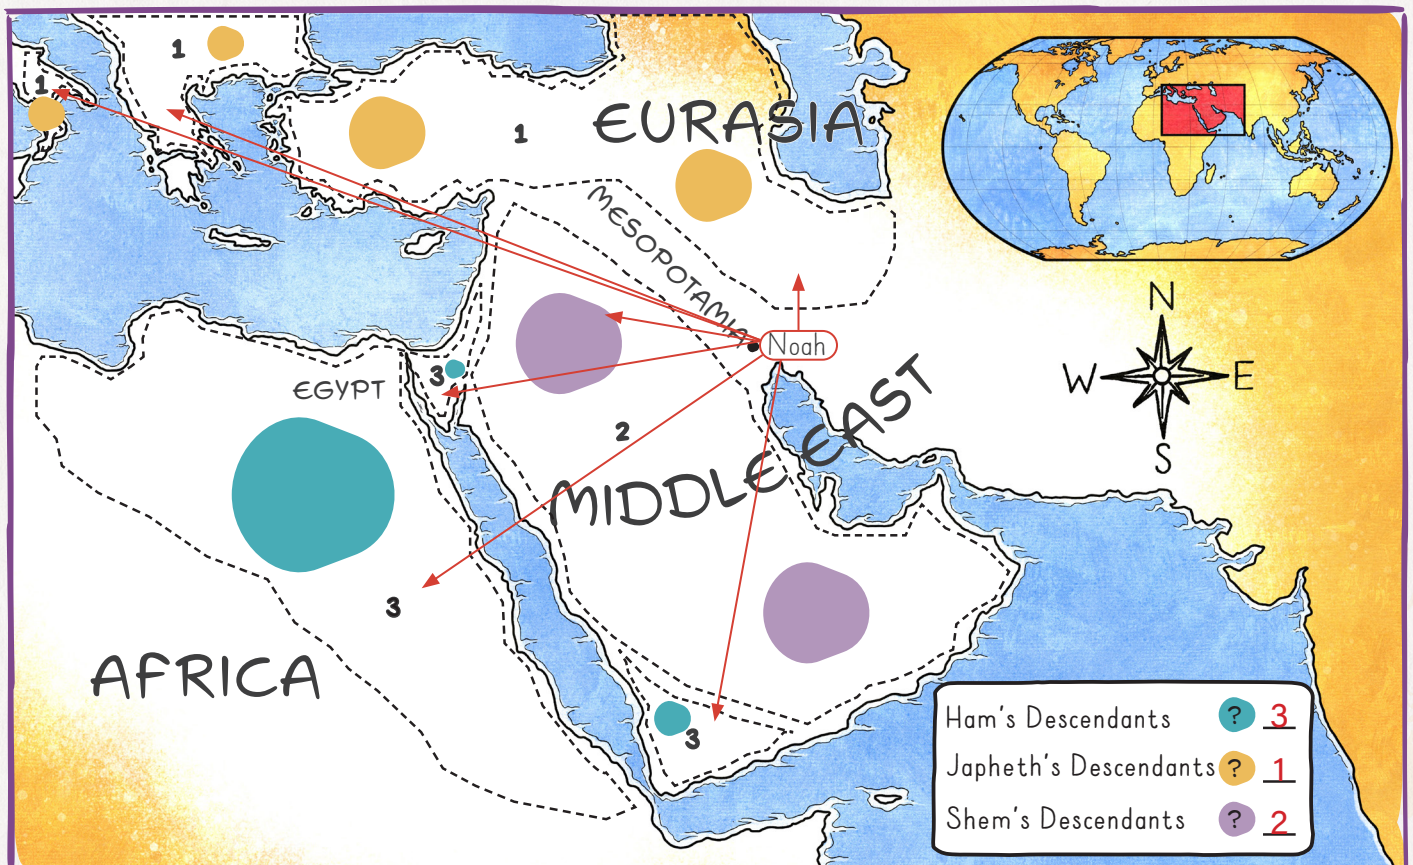 1
1
EURASIA
1
MESOPOTAMIA
N
W
E
S
Noah
EGYPT
3
2
MIDDLE EAST
3
AFRICA
3
Ham's Descendants ? 3
Japheth's Descendants ? 1
Shem's Descendants ? 2